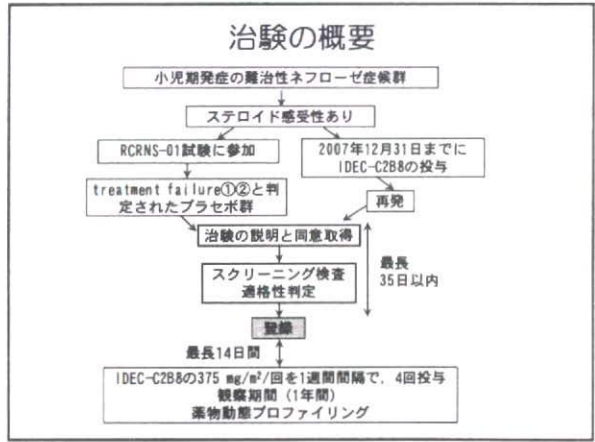 治験の概要
小児期発症の難治性ネフローゼ症候群
ステロイド感受性あり
RCRNS-01試験に参加
2007年12月31日までに
IDEC-C2B8の投与
treatment failure①②と判
定されたプラセボ群
再発
治験の説明と同意取得
スクリーニング検査
適格性判定
最長
35日以内
登録
最長14日間
IDEC-C2B8の375 mg/m²/回を1週間間隔で, 4回投与
観察期間 (1年間)
薬物動態プロファイリング